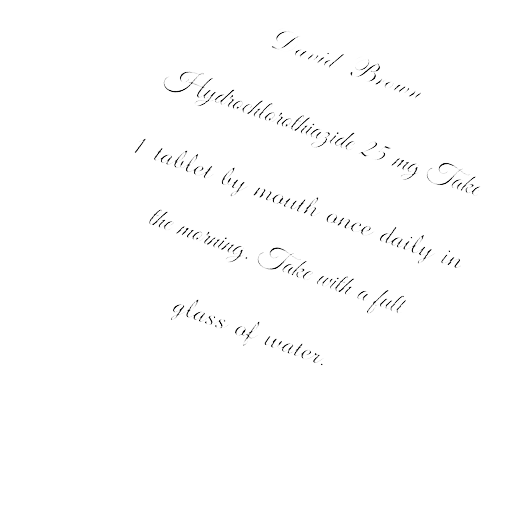 David Brown
Hydrochlorothiazide 25 mg Take
1 tablet by mouth once daily in
the morning. Take with a full
glass of water.